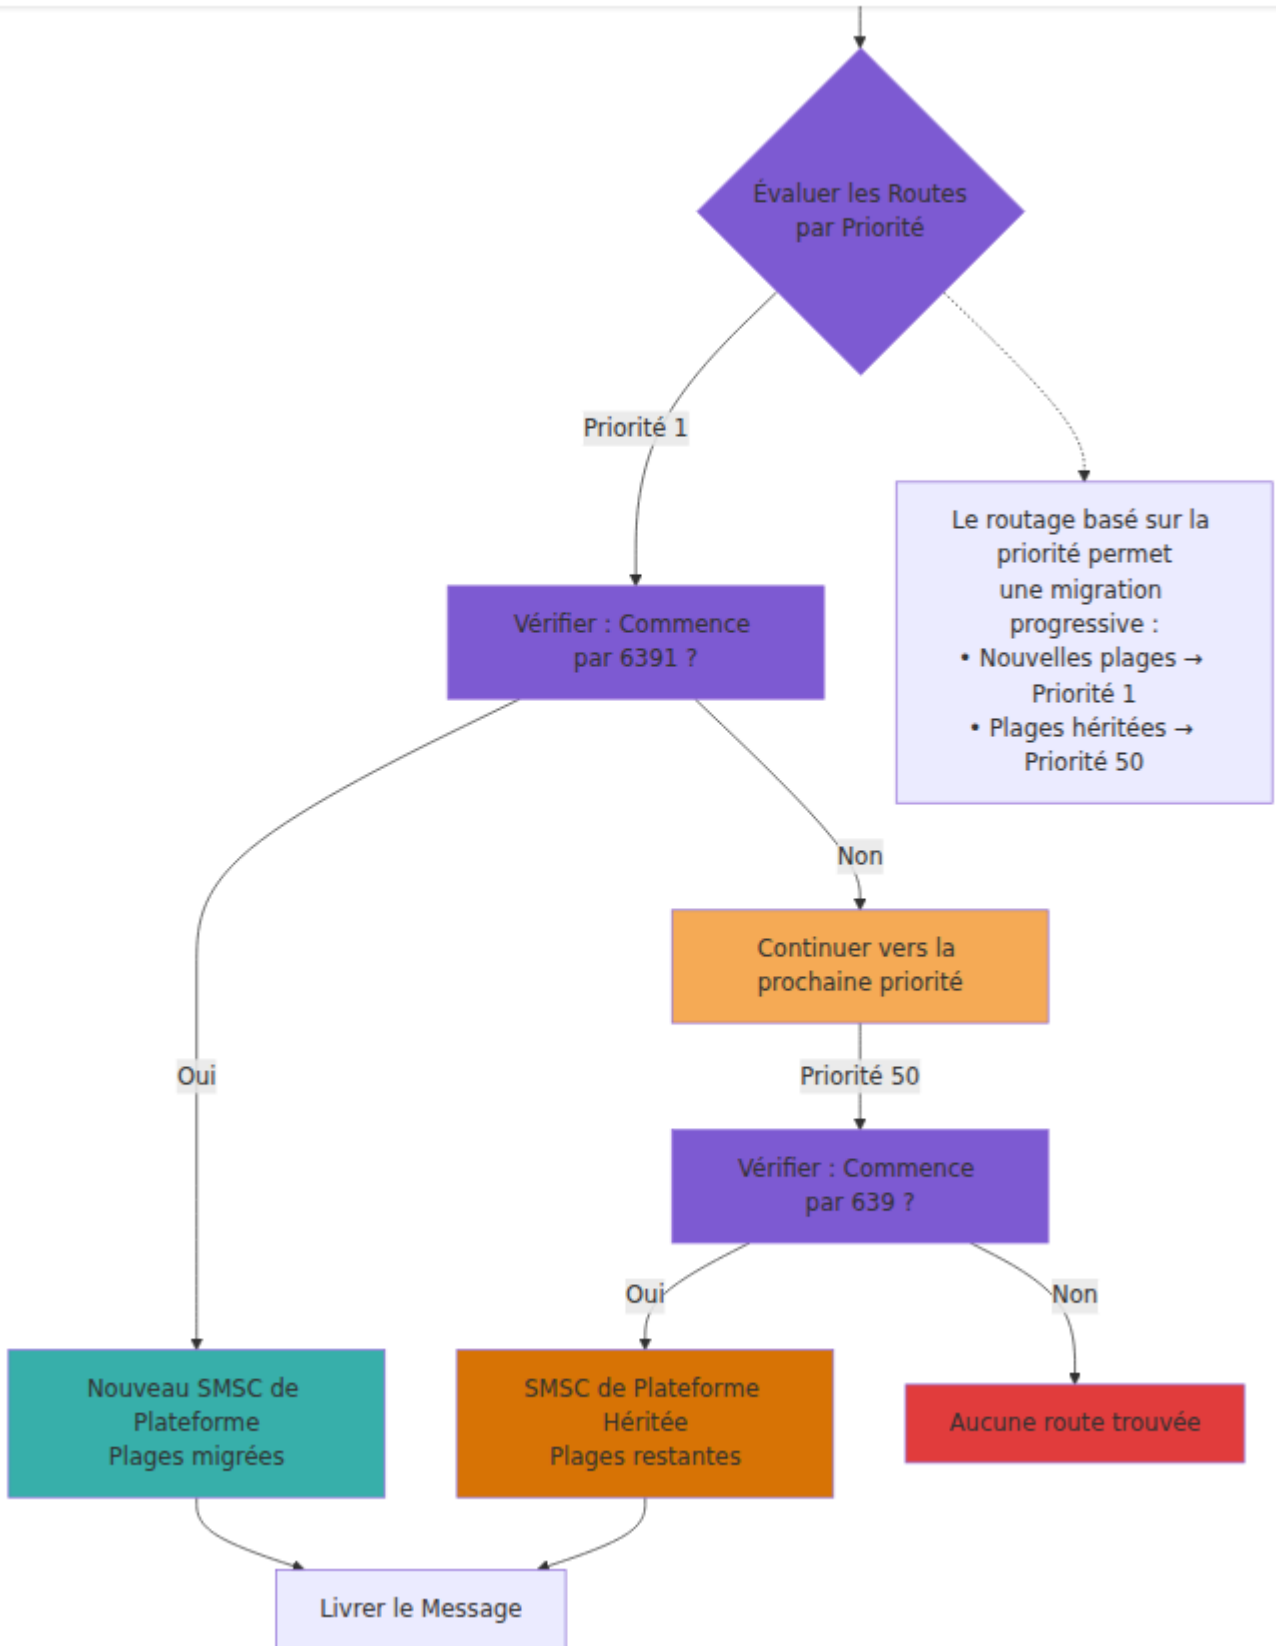 Évaluer les Routes
par Priorité
Priorité 1
Le routage basé sur la
priorité permet
une migration
progressive :
• Nouvelles plages →
Priorité 1
• Plages héritées →
Priorité 50
Vérifier : Commence
par 6391 ?
Non
Continuer vers la
prochaine priorité
Oui
Priorité 50
Vérifier : Commence
par 639 ?
Oui
Non
Nouveau SMSC de
Plateforme
Plages migrées
SMSC de Plateforme
Héritée
Plages restantes
Aucune route trouvée
Livrer le Message